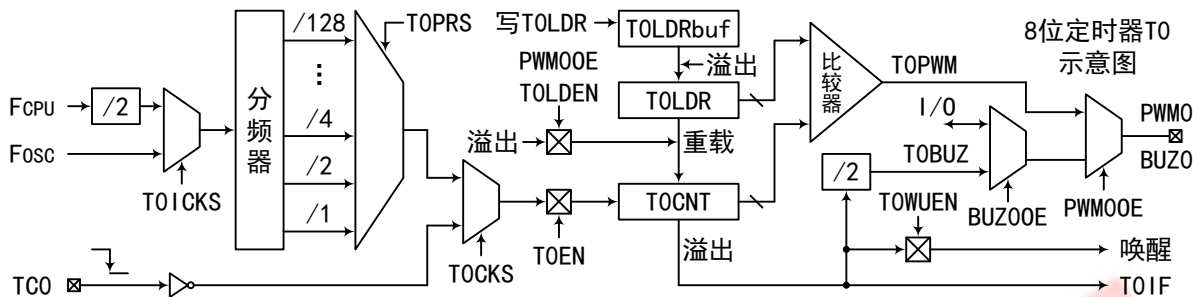 8位定时器T0
示意图
写T0LDR
T0LDRbuf
溢出
PWM0OE
T0LDEN
溢出
T0LDR
重载
T0CNT
溢出
比较器
T0PWM
I/O
T0BUZ
/2
BUZ0OE
PWM0OE
PWM0
BUZ0
T0WUEN
唤醒
T0IF
FCPU
/2
FOSC
T0ICKS
分频器
/128
⋮
/4
/2
/1
T0PRS
T0CKS
T0EN
TC0